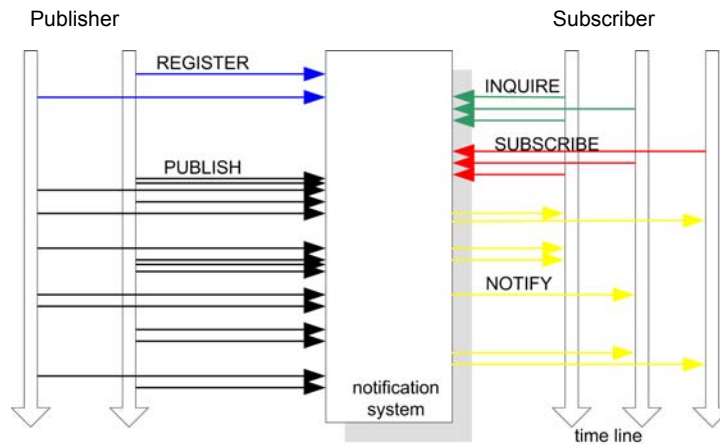 Publisher
Subscriber
REGISTER
INQUIRE
SUBSCRIBE
PUBLISH
NOTIFY
notification
system
time line